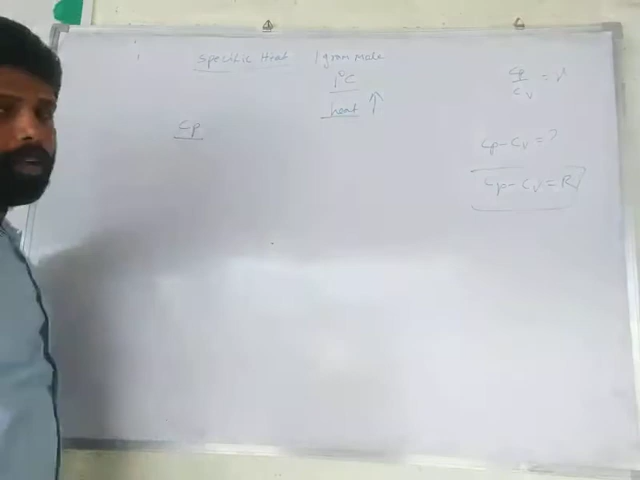 Specific Heat 1 gram mole
1°C
heat ↑
Cp
Cp/Cv = γ
Cp - Cv = ?
Cp - Cv = R